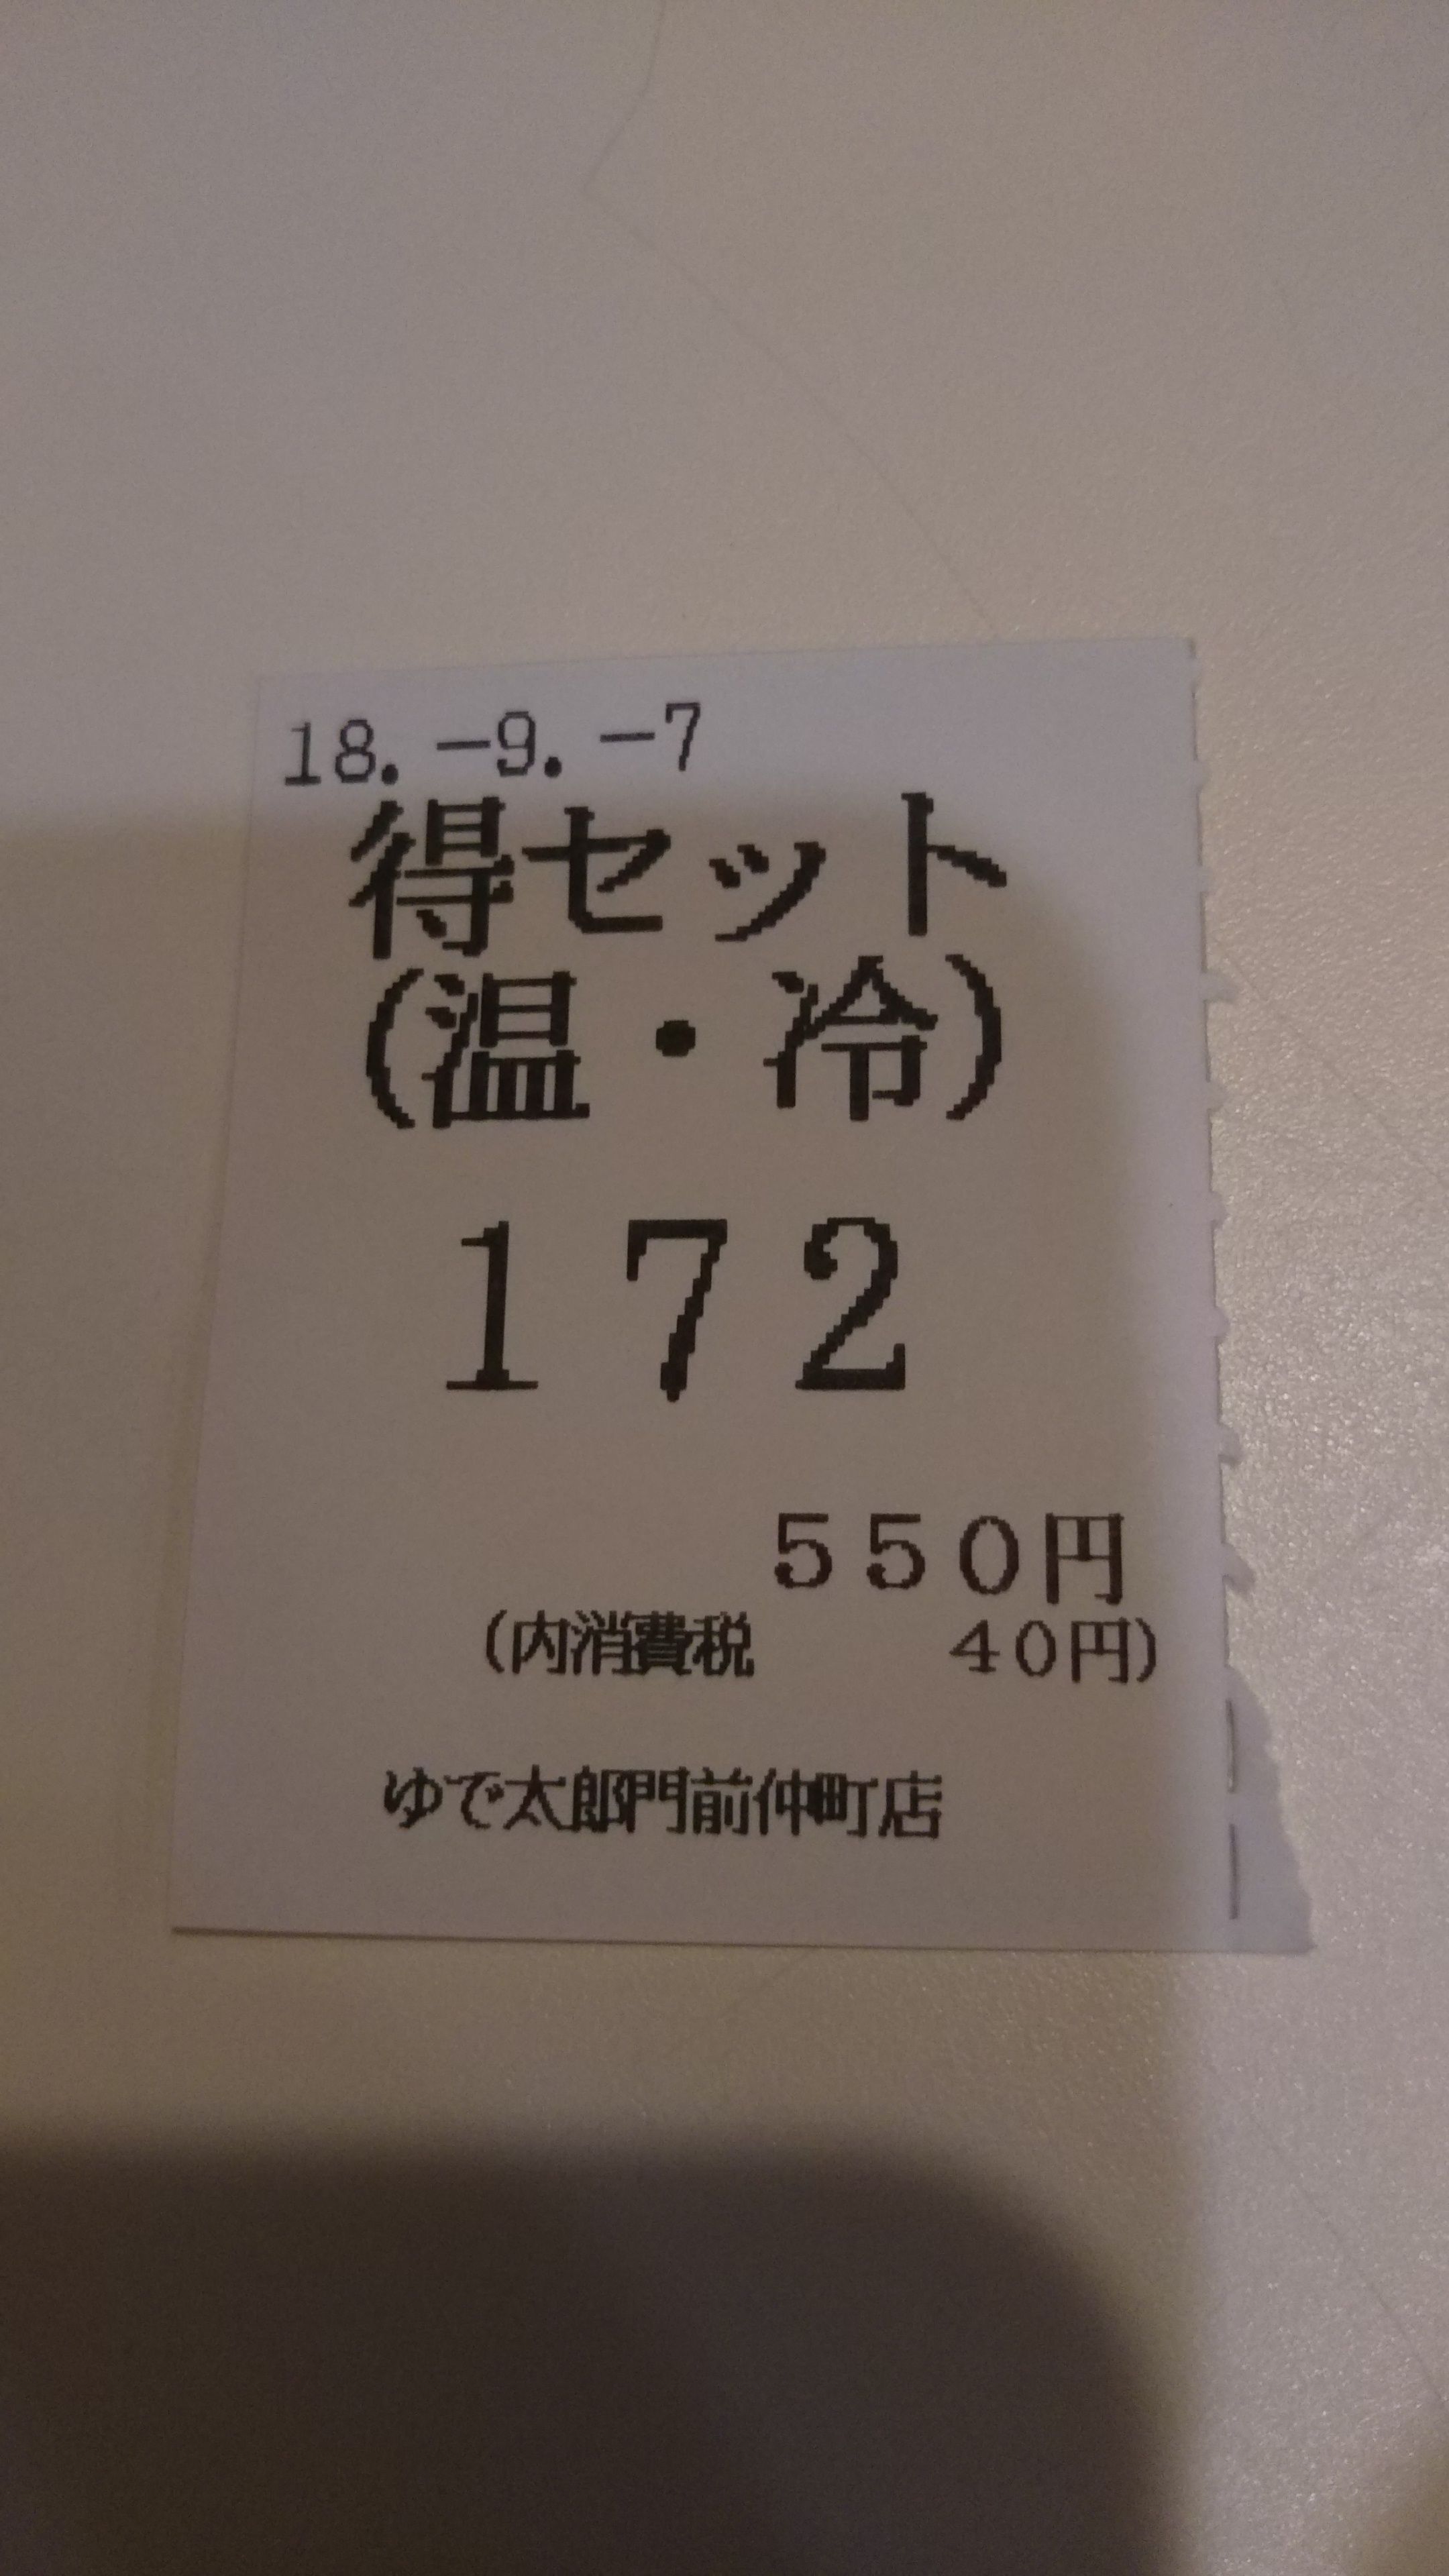 18.-9.-7
得セット
(温・冷)
172
550円
(内消費税 40円)
ゆで太郎門前仲町店